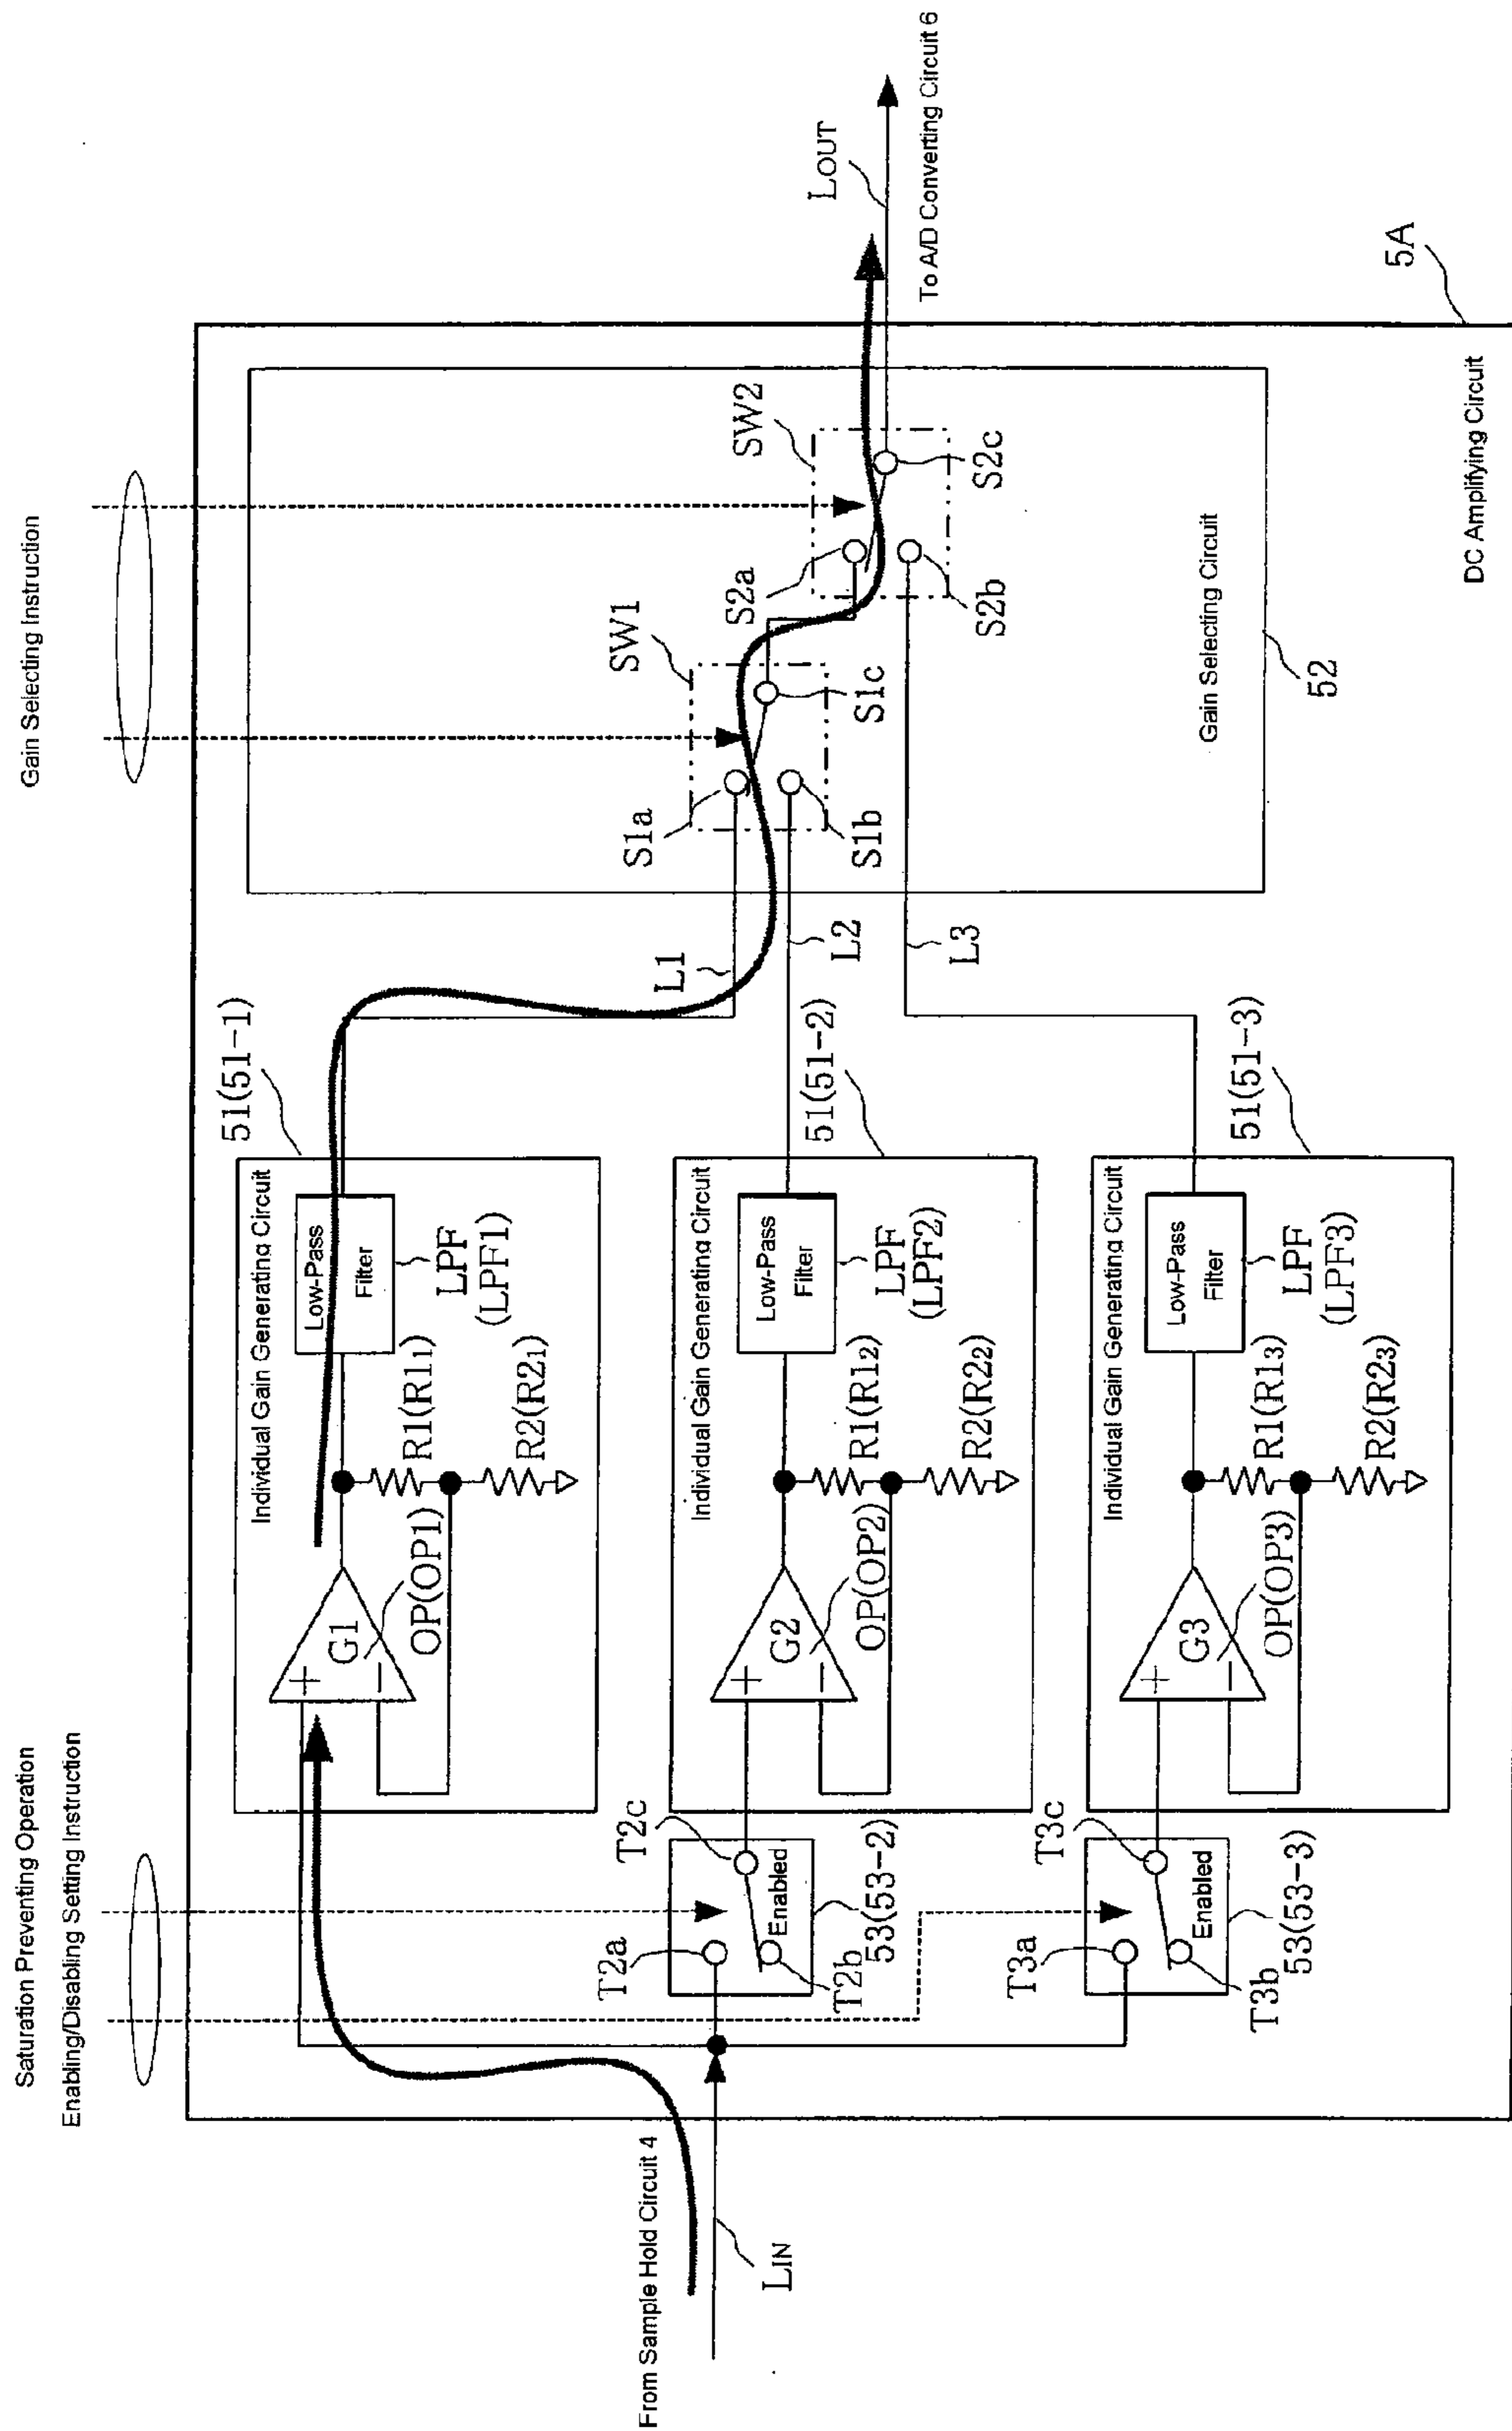 Saturation Preventing Operation
Enabling/Disabling Setting Instruction
Gain Selecting Instruction
From Sample Hold Circuit 4
LIN
T2a
T2b
T2c
Enabled
53(53-2)
T3a
T3b
T3c
Enabled
53(53-3)
51(51-1)
Individual Gain Generating Circuit
+
G1
−
OP(OP1)
R1(R11)
R2(R21)
Low-Pass
Filter
LPF
(LPF1)
51(51-2)
Individual Gain Generating Circuit
+
G2
−
OP(OP2)
R1(R12)
R2(R22)
Low-Pass
Filter
LPF
(LPF2)
51(51-3)
Individual Gain Generating Circuit
+
G3
−
OP(OP3)
R1(R13)
R2(R23)
Low-Pass
Filter
LPF
(LPF3)
L1
L2
L3
SW1
S1a
S1b
S1c
SW2
S2a
S2b
S2c
Gain Selecting Circuit
52
LOUT
To A/D Converting Circuit 6
5A
DC Amplifying Circuit